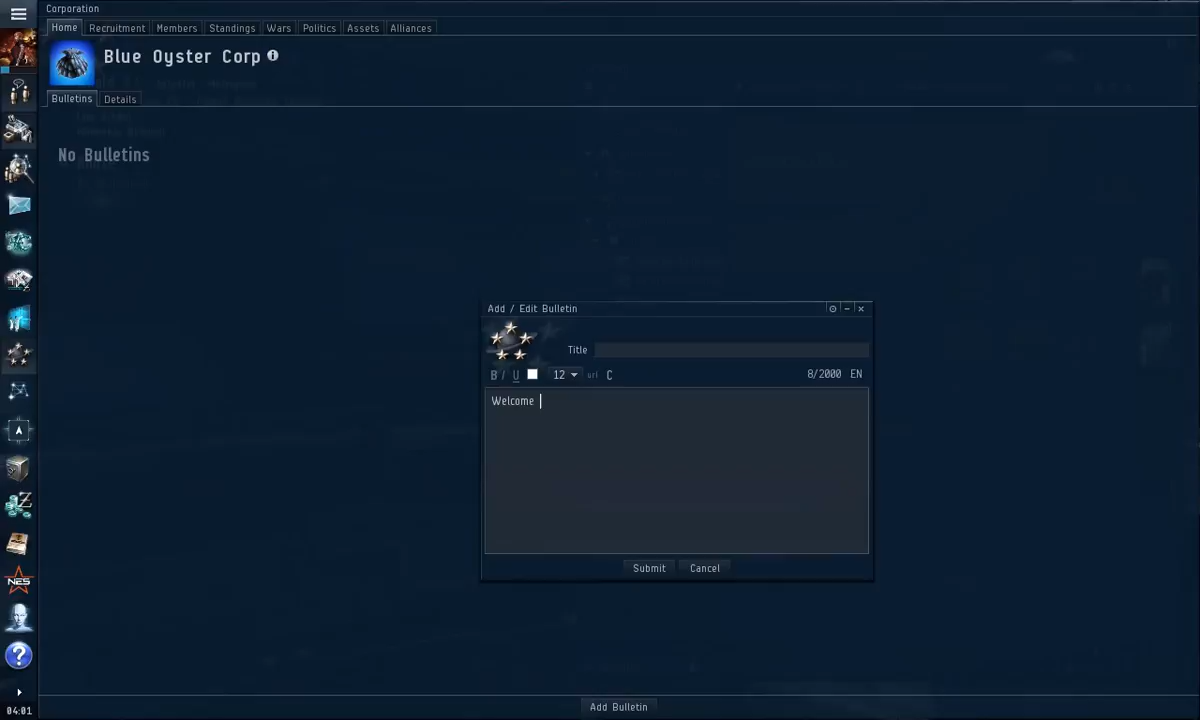 Corporation
Home Recruitment Members Standings Wars Politics Assets Alliances
Blue Oyster Corp
Bulletins Details
No Bulletins
Add / Edit Bulletin
Title
B I U 12 url C 8/2000 EN
Welcome
Submit Cancel
NES
?
04:01
Add Bulletin